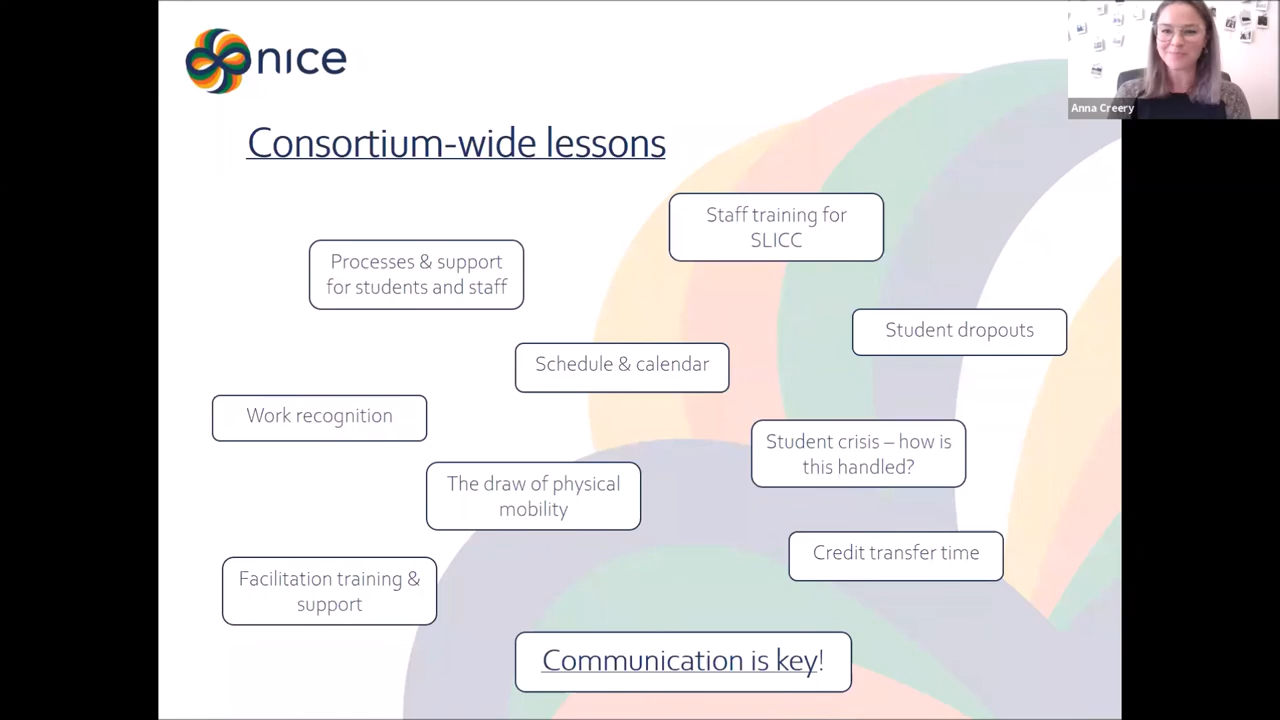 nice
Anna Creery
Consortium-wide lessons
Staff training for
SLICC
Processes & support
for students and staff
Student dropouts
Schedule & calendar
Work recognition
Student crisis – how is
this handled?
The draw of physical
mobility
Credit transfer time
Facilitation training &
support
Communication is key!